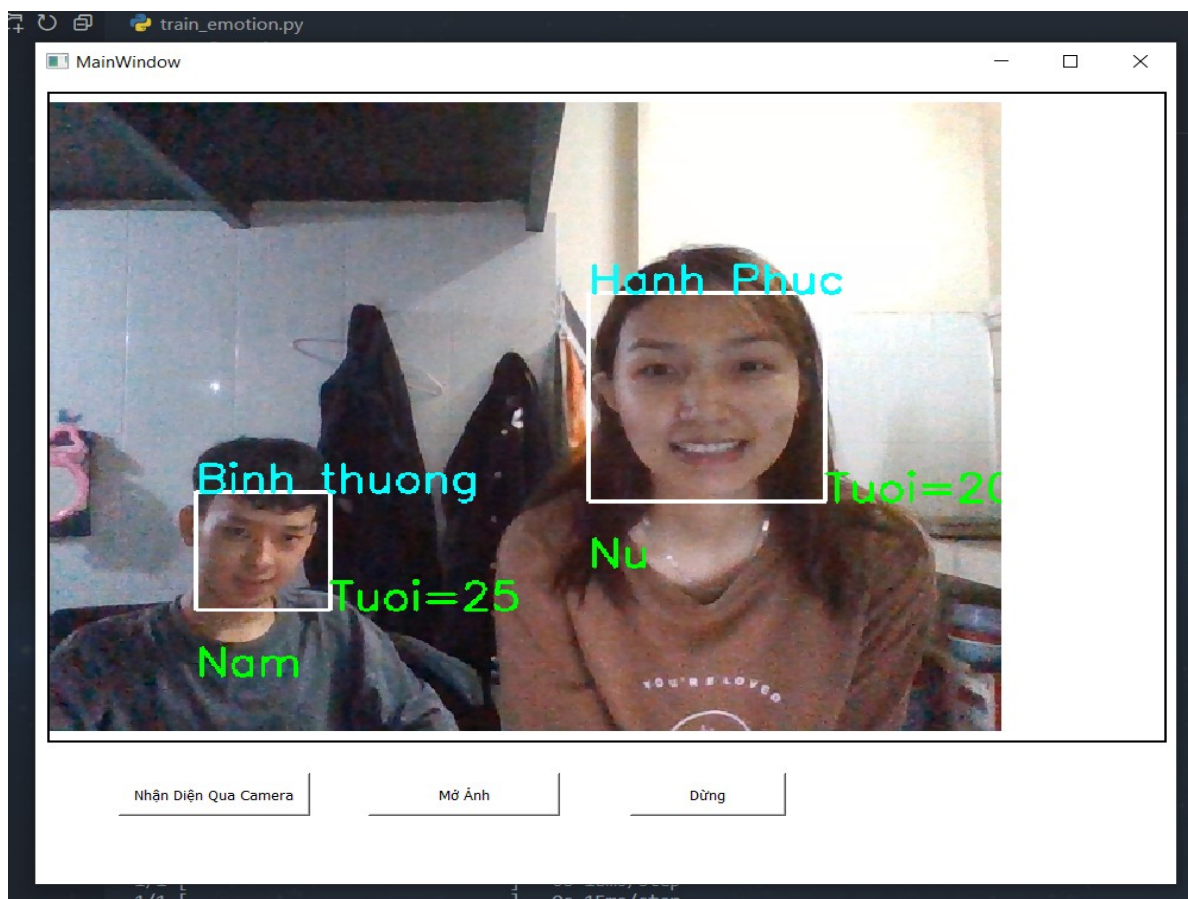 train_emotion.py
MainWindow
Hanh Phuc
Binh thuong
Tuoi=20
Nu
Tuoi=25
Nam
YOU'RE LOVED
Nhận Diện Qua Camera
Mở Ảnh
Dừng